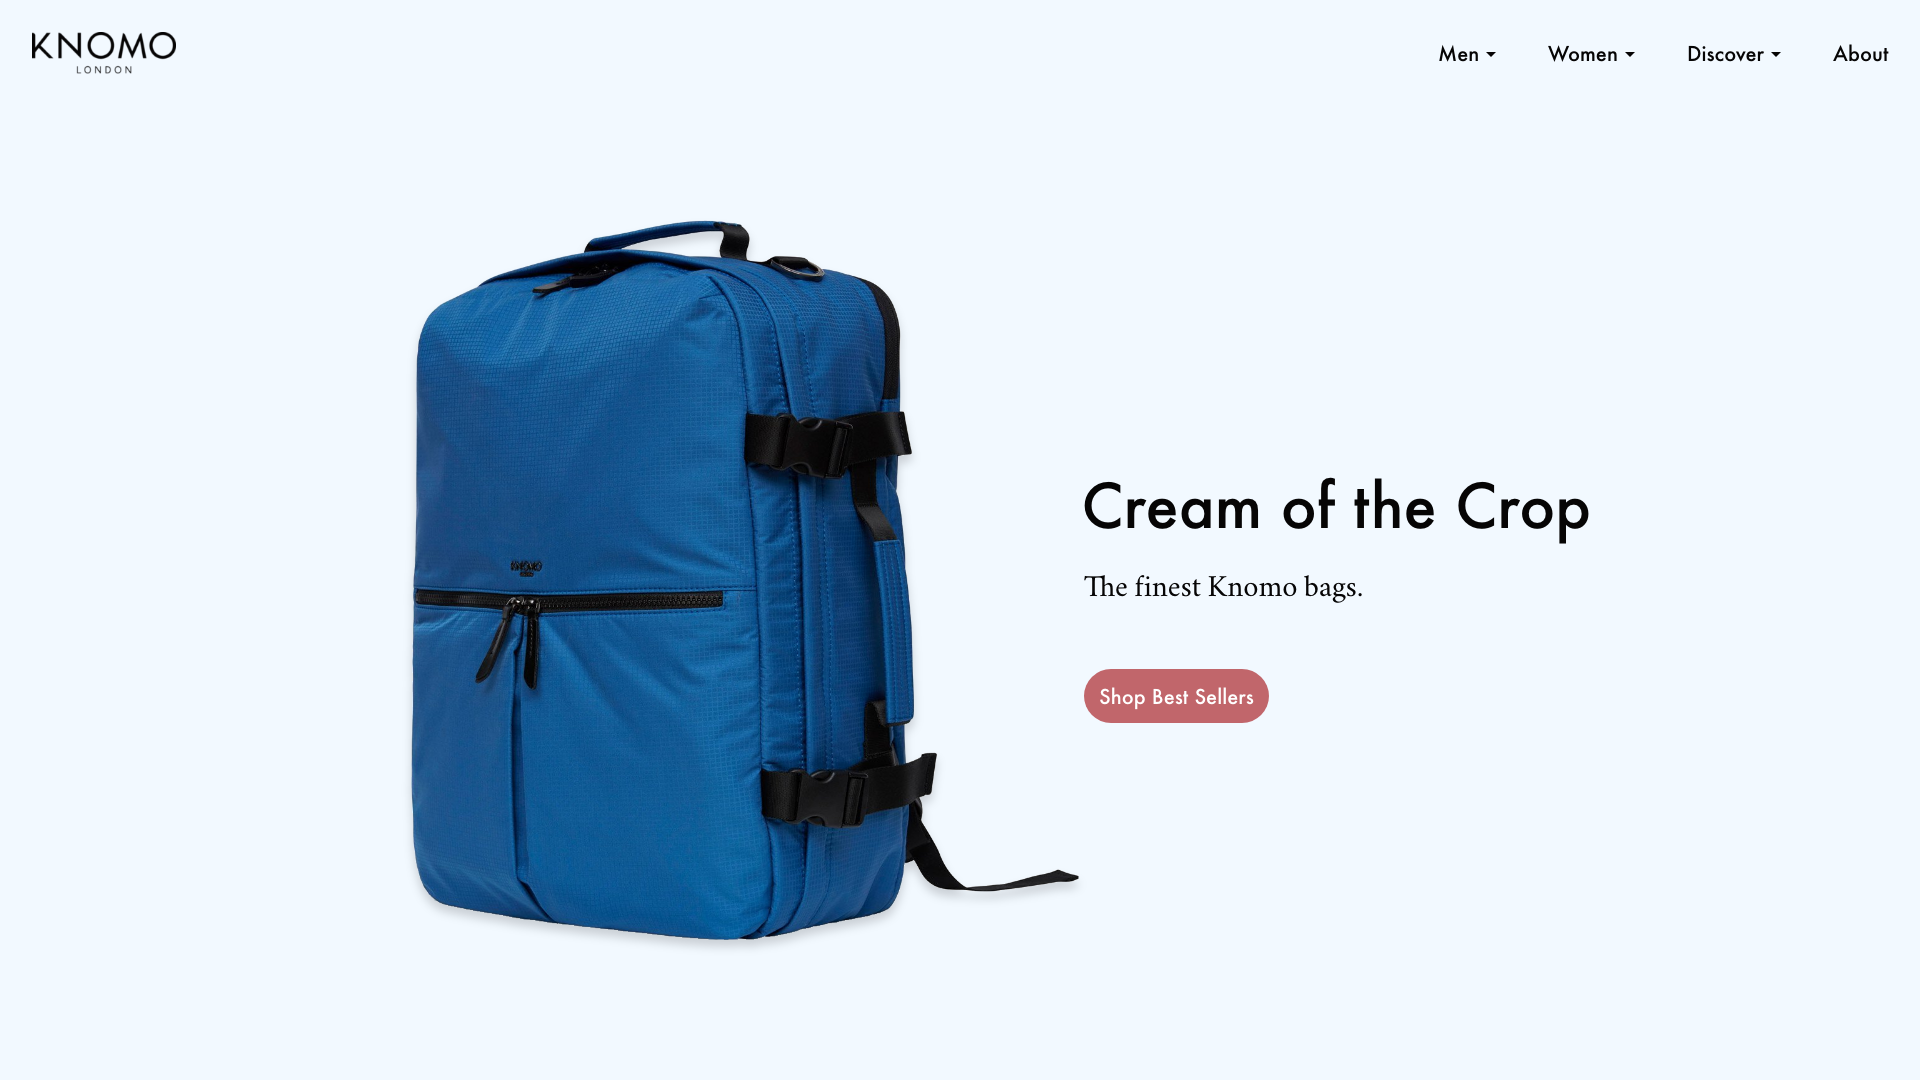 KNOMO
LONDON
Men
Women
Discover
About
KNOMO
Cream of the Crop
The finest Knomo bags.
Shop Best Sellers